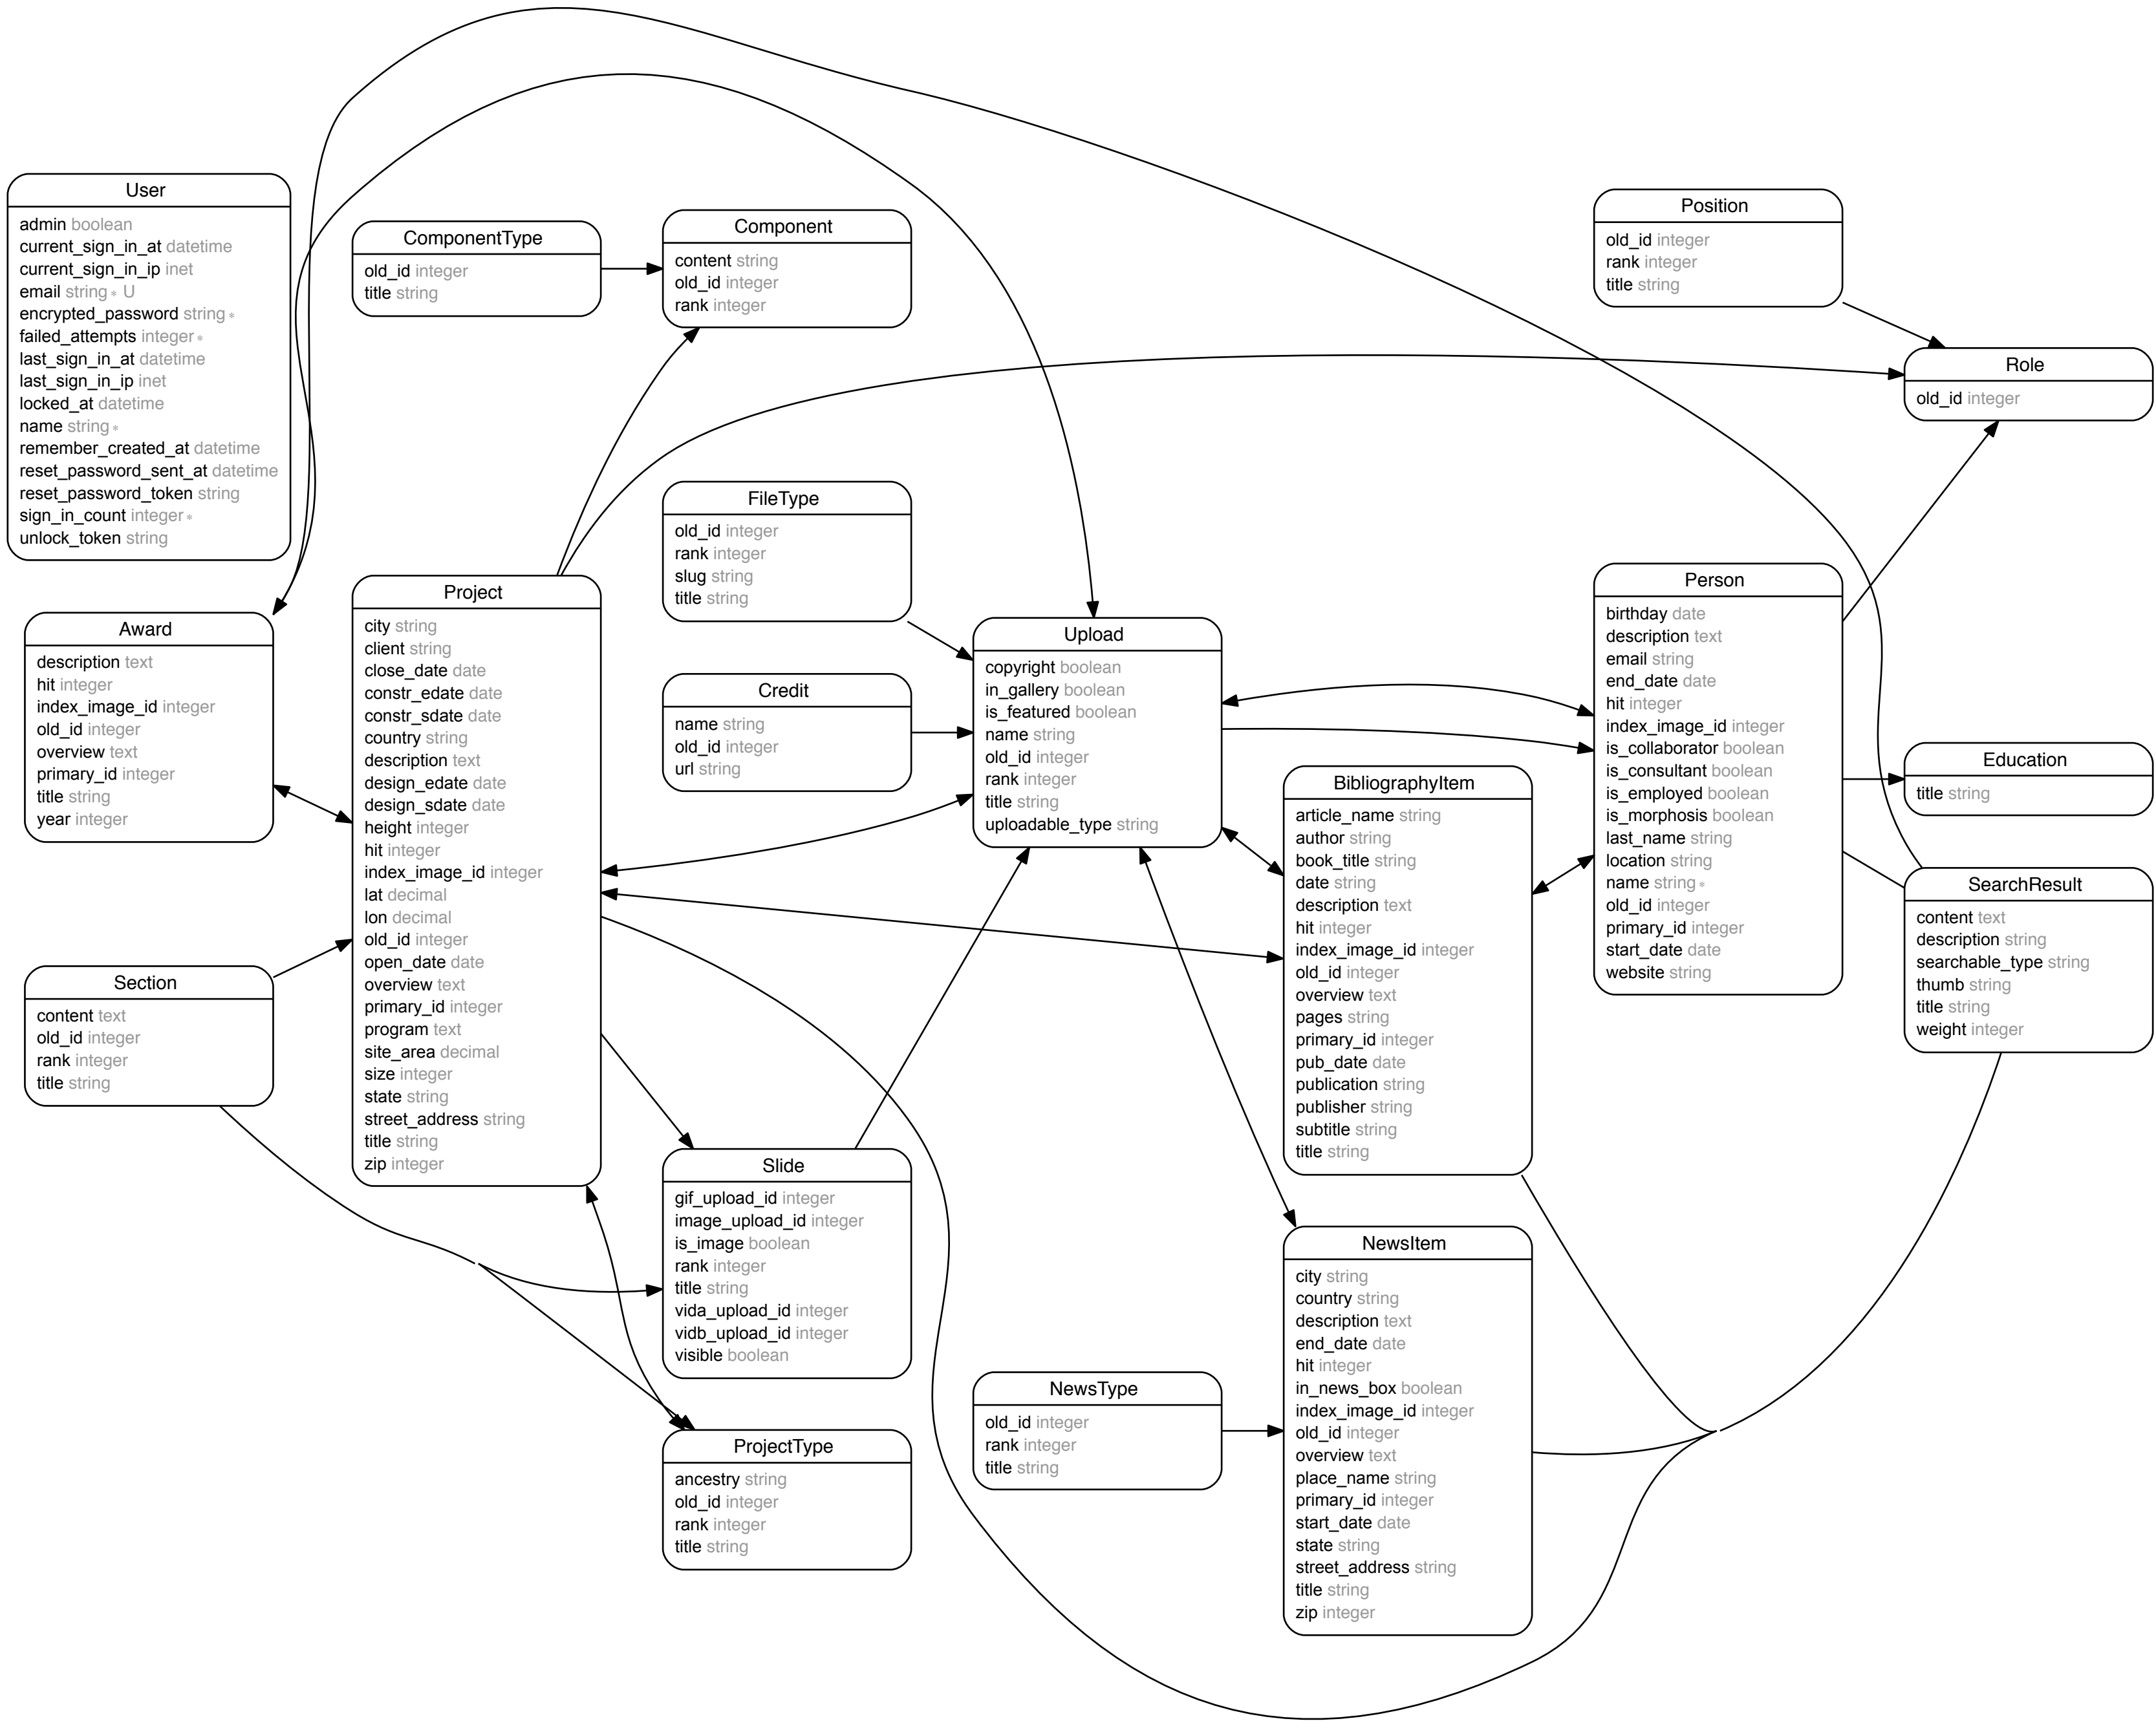 User
admin boolean
current_sign_in_at datetime
current_sign_in_ip inet
email string * U
encrypted_password string *
failed_attempts integer *
last_sign_in_at datetime
last_sign_in_ip inet
locked_at datetime
name string *
remember_created_at datetime
reset_password_sent_at datetime
reset_password_token string
sign_in_count integer *
unlock_token string
Award
description text
hit integer
index_image_id integer
old_id integer
overview text
primary_id integer
title string
year integer
Section
content text
old_id integer
rank integer
title string
ComponentType
old_id integer
title string
Project
city string
client string
close_date date
constr_edate date
constr_sdate date
country string
description text
design_edate date
design_sdate date
height integer
hit integer
index_image_id integer
lat decimal
lon decimal
old_id integer
open_date date
overview text
primary_id integer
program text
site_area decimal
size integer
state string
street_address string
title string
zip integer
Component
content string
old_id integer
rank integer
FileType
old_id integer
rank integer
slug string
title string
Credit
name string
old_id integer
url string
Slide
gif_upload_id integer
image_upload_id integer
is_image boolean
rank integer
title string
vida_upload_id integer
vidb_upload_id integer
visible boolean
ProjectType
ancestry string
old_id integer
rank integer
title string
Upload
copyright boolean
in_gallery boolean
is_featured boolean
name string
old_id integer
rank integer
title string
uploadable_type string
NewsType
old_id integer
rank integer
title string
BibliographyItem
article_name string
author string
book_title string
date string
description text
hit integer
index_image_id integer
old_id integer
overview text
pages string
primary_id integer
pub_date date
publication string
publisher string
subtitle string
title string
NewsItem
city string
country string
description text
end_date date
hit integer
in_news_box boolean
index_image_id integer
old_id integer
overview text
place_name string
primary_id integer
start_date date
state string
street_address string
title string
zip integer
Position
old_id integer
rank integer
title string
Person
birthday date
description text
email string
end_date date
hit integer
index_image_id integer
is_collaborator boolean
is_consultant boolean
is_employed boolean
is_morphosis boolean
last_name string
location string
name string *
old_id integer
primary_id integer
start_date date
website string
Role
old_id integer
Education
title string
SearchResult
content text
description string
searchable_type string
thumb string
title string
weight integer